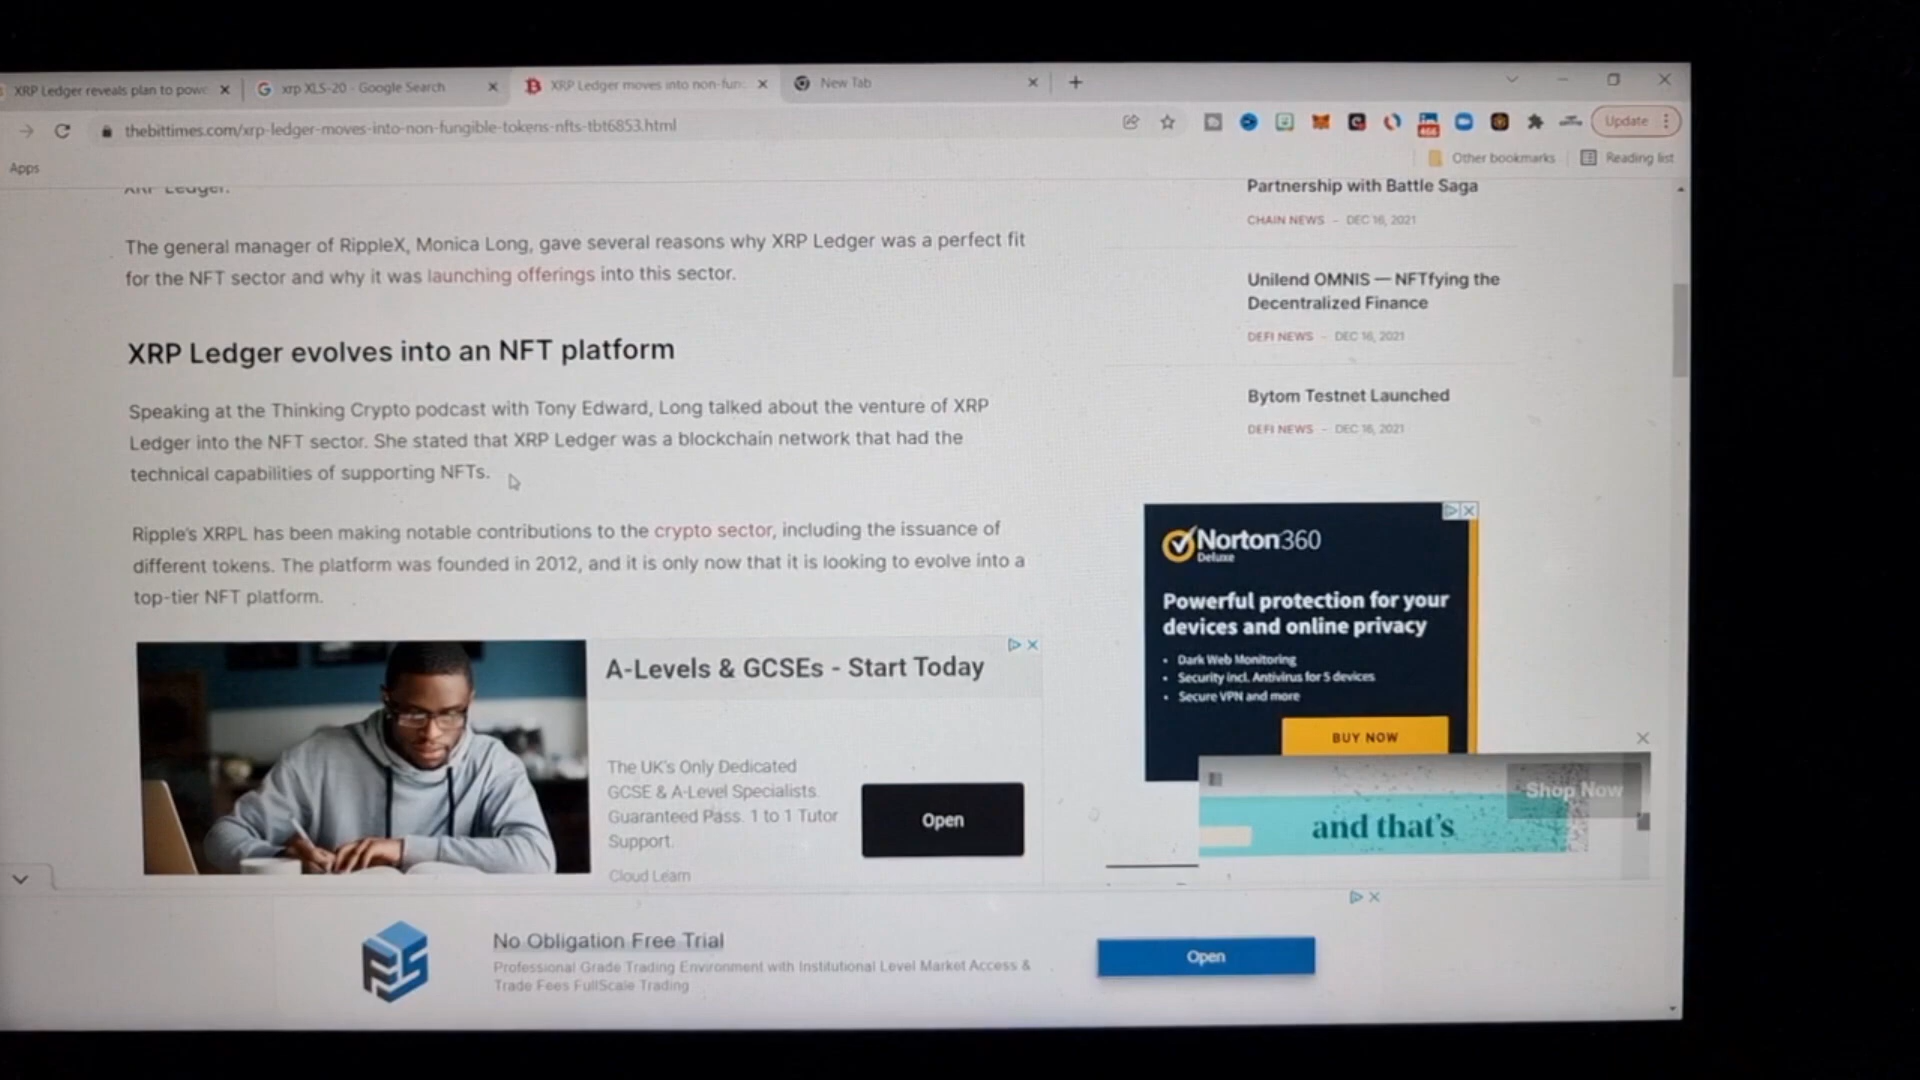 XRP Ledger reveals plan to powe
xrp XLS-20 - Google Search
XRP Ledger moves into non-fun
New Tab
thebittimes.com/xrp-ledger-moves-into-non-fungible-tokens-nfts-tbt6853.html
Update
Apps
Other bookmarks
Reading list
XRP Ledger.
The general manager of RippleX, Monica Long, gave several reasons why XRP Ledger was a perfect fit
for the NFT sector and why it was launching offerings into this sector.
XRP Ledger evolves into an NFT platform
Speaking at the Thinking Crypto podcast with Tony Edward, Long talked about the venture of XRP
Ledger into the NFT sector. She stated that XRP Ledger was a blockchain network that had the
technical capabilities of supporting NFTs.
Ripple's XRPL has been making notable contributions to the crypto sector, including the issuance of
different tokens. The platform was founded in 2012, and it is only now that it is looking to evolve into a
top-tier NFT platform.
Partnership with Battle Saga
CHAIN NEWS - DEC 16, 2021
Unilend OMNIS — NFTfying the
Decentralized Finance
DEFI NEWS - DEC 16, 2021
Bytom Testnet Launched
DEFI NEWS - DEC 16, 2021
Norton360
Deluxe
Powerful protection for your
devices and online privacy
• Dark Web Monitoring
• Security incl. Antivirus for 5 devices
• Secure VPN and more
BUY NOW
Shop Now
and that's
A-Levels & GCSEs - Start Today
The UK's Only Dedicated
GCSE & A-Level Specialists.
Guaranteed Pass. 1 to 1 Tutor
Support.
Cloud Learn
Open
No Obligation Free Trial
Professional Grade Trading Environment with Institutional Level Market Access &
Trade Fees FullScale Trading
Open